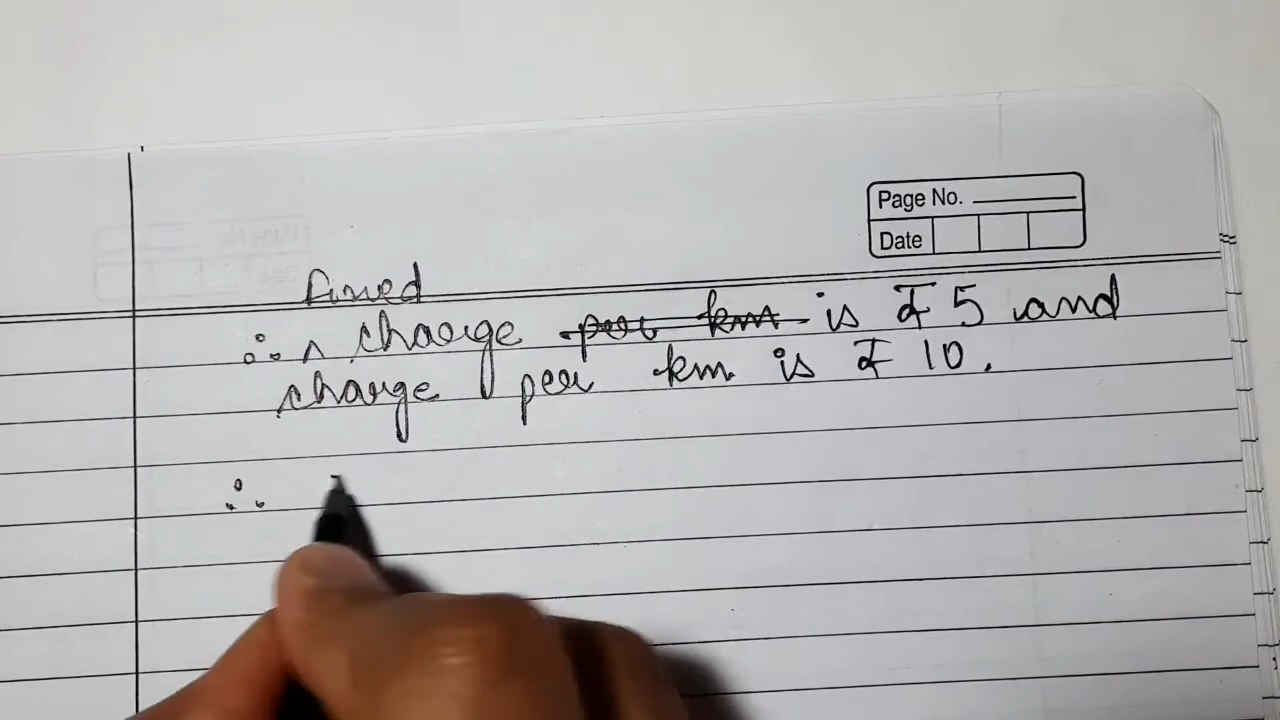 Page No.
Date
fixed
∴ ^ charge per km is ₹ 5 and
charge per km is ₹ 10.
∴